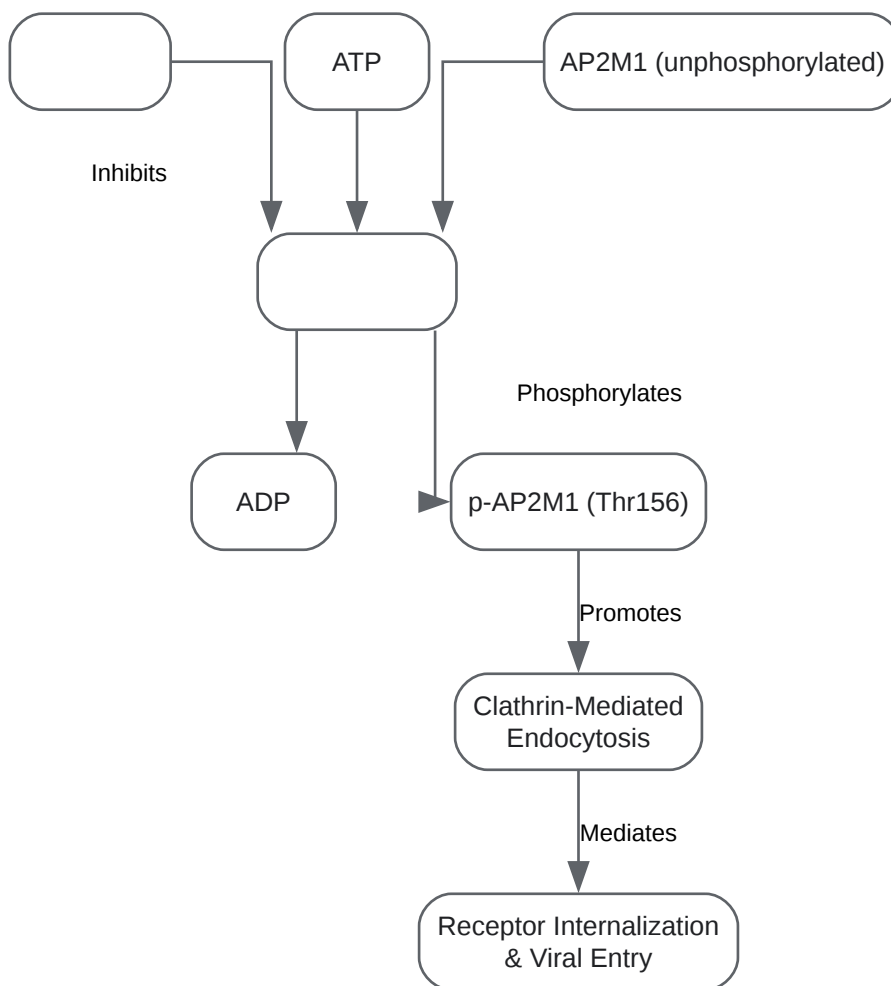 ATP
AP2M1 (unphosphorylated)
Inhibits
Phosphorylates
ADP
p-AP2M1 (Thr156)
Promotes
Clathrin-Mediated
Endocytosis
Mediates
Receptor Internalization
& Viral Entry